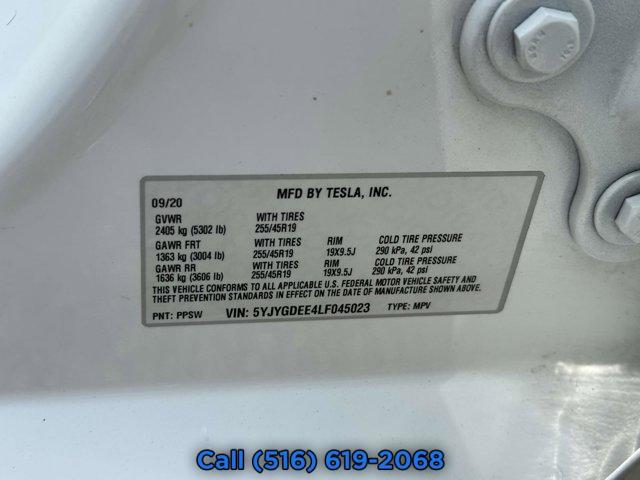 MFD BY TESLA, INC.
09/20
GVWR WITH TIRES
2405 kg (5302 lb) 255/45R19
GAWR FRT WITH TIRES RIM COLD TIRE PRESSURE
1363 kg (3004 lb) 255/45R19 19X9.5J 290 kPa, 42 psi
GAWR RR WITH TIRES RIM COLD TIRE PRESSURE
1636 kg (3606 lb) 255/45R19 19X9.5J 290 kPa, 42 psi
THIS VEHICLE CONFORMS TO ALL APPLICABLE U.S. FEDERAL MOTOR VEHICLE SAFETY AND
THEFT PREVENTION STANDARDS IN EFFECT ON THE DATE OF MANUFACTURE SHOWN ABOVE.
PNT: PPSW VIN: 5YJYGDEE4LF045023 TYPE: MPV
Call (516) 619-2068